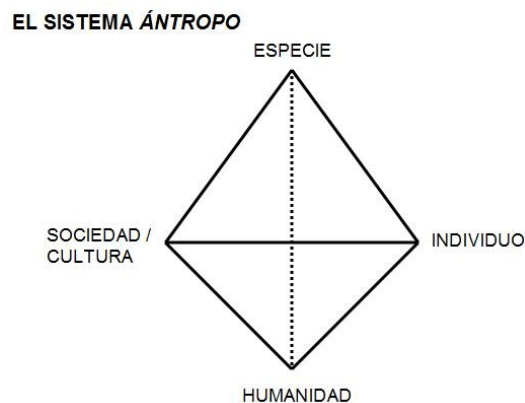 EL SISTEMA ÁNTROPO
ESPECIE
SOCIEDAD /
CULTURA
INDIVIDUO
HUMANIDAD